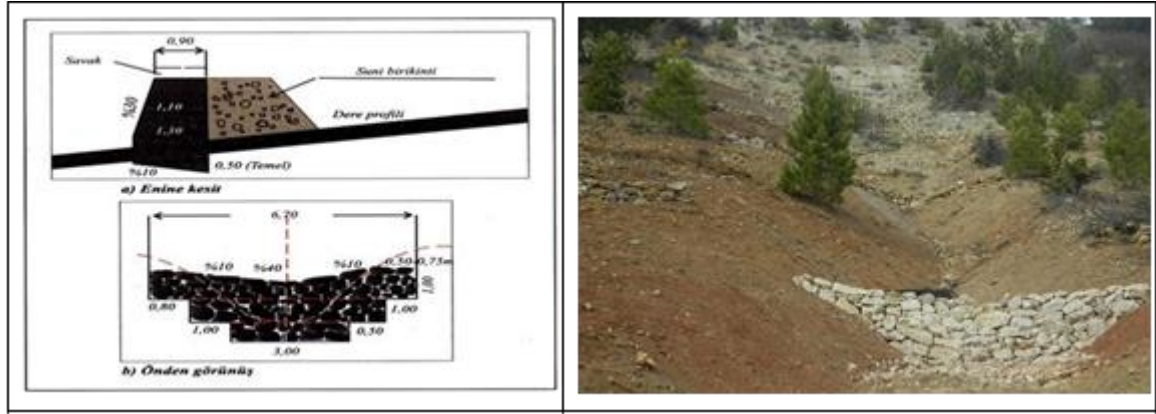 0,90
Savak
Suni birikinti
%30
1,10
1,30
Dere profili
0,50 (Temel)
%10
a) Enine kesit
6,70
%10 %40 %10 0,50-0,75m
1,00
0,80 1,00
1,00 0,50
3,00
b) Önden görünüş